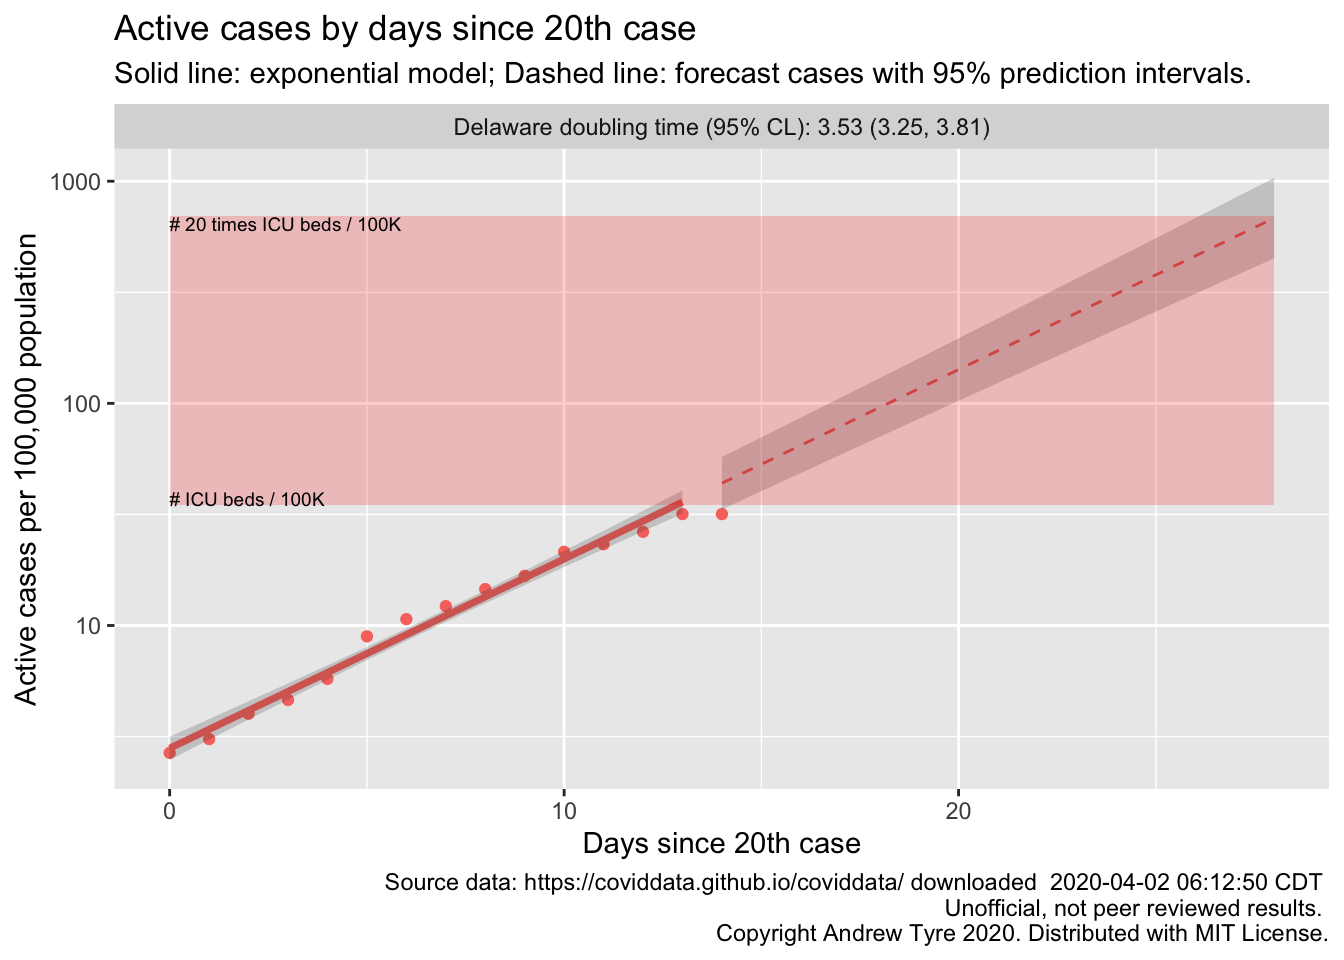 Active cases by days since 20th case
Solid line: exponential model; Dashed line: forecast cases with 95% prediction intervals.
Delaware doubling time (95% CL): 3.53 (3.25, 3.81)
Active cases per 100,000 population
1000
100
10
# 20 times ICU beds / 100K
# ICU beds / 100K
0
10
20
Days since 20th case
Source data: https://coviddata.github.io/coviddata/ downloaded  2020-04-02 06:12:50 CDT
Unofficial, not peer reviewed results.
Copyright Andrew Tyre 2020. Distributed with MIT License.